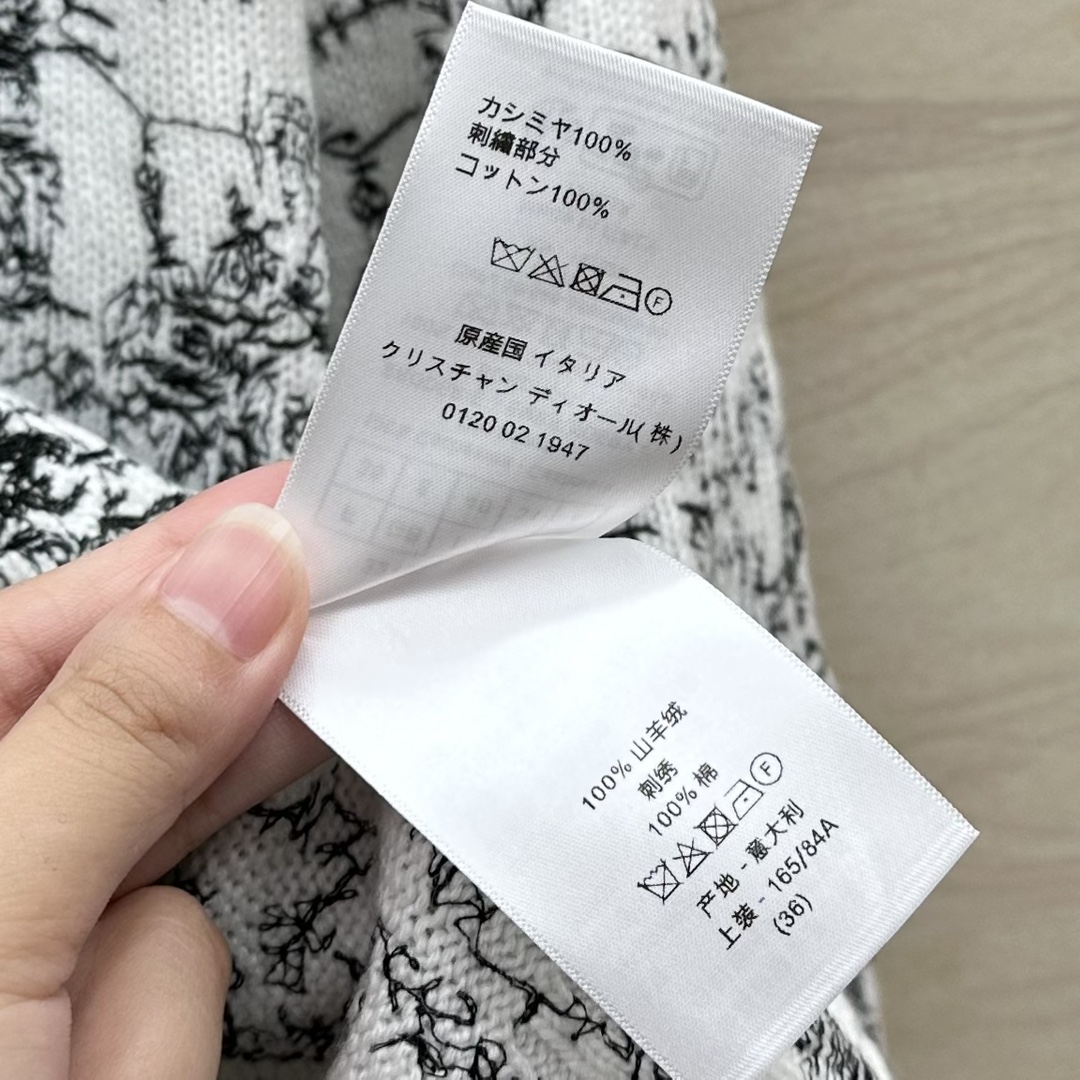 カシミヤ100%
刺繍部分
コットン100%
F
原産国 イタリア
クリスチャン ディオール(株)
0120 02 1947
100% 山羊绒
刺绣
100% 棉
F
产地 - 意大利
上装 - 165/84A
(36)